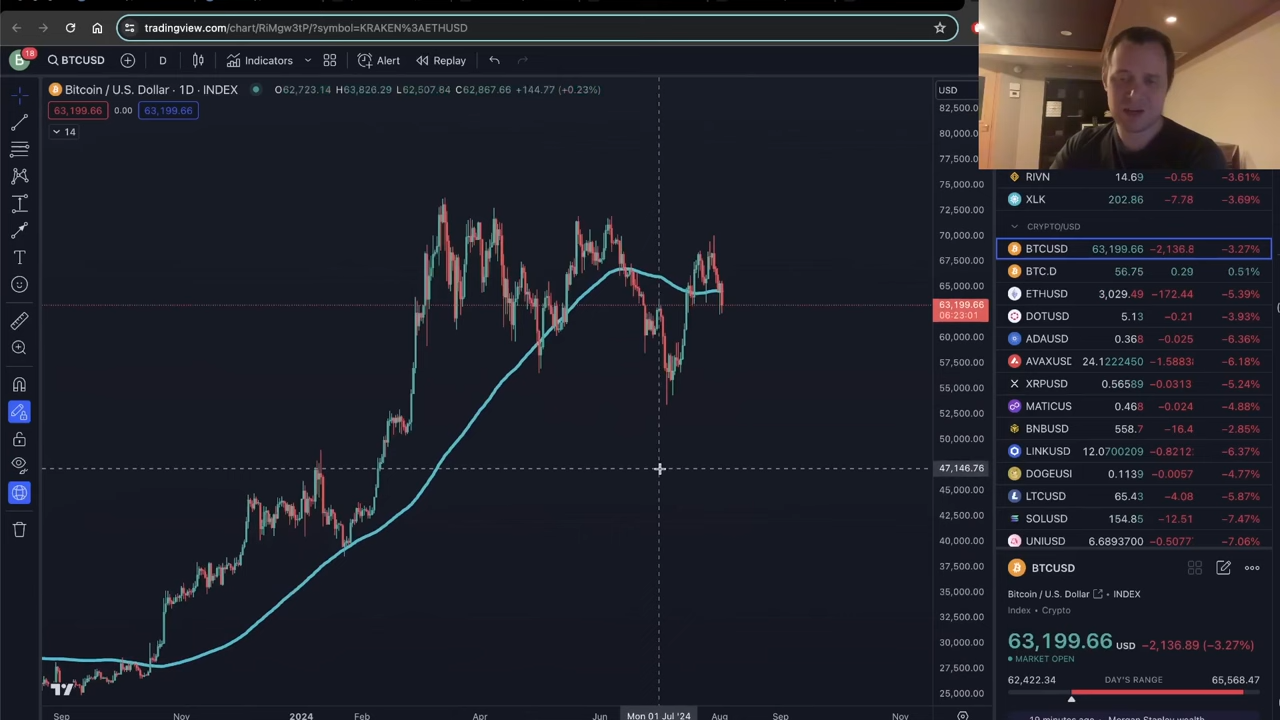 tradingview.com/chart/RiMgw3tP/?symbol=KRAKEN%3AETHUSD
18
B BTCUSD D Indicators Alert Replay
Bitcoin / U.S. Dollar · 1D · INDEX O62,723.14 H63,826.29 L62,507.84 C62,867.66 +144.77 (+0.23%)
63,199.66 0.00 63,199.66
14
USD
82,500.00
80,000.00
77,500.00
75,000.00
72,500.00
70,000.00
67,500.00
65,000.00
63,199.66
06:23:01
60,000.00
57,500.00
55,000.00
52,500.00
50,000.00
47,146.76
45,000.00
42,500.00
40,000.00
37,500.00
35,000.00
32,500.00
30,000.00
27,500.00
25,000.00
Sep Nov 2024 Feb Apr Jun Mon 01 Jul '24 Aug Sep Nov
RIVN 14.69 −0.55 −3.61%
XLK 202.86 −7.78 −3.69%
CRYPTO/USD
BTCUSD 63,199.66 −2,136.8 −3.27%
BTC.D 56.75 0.29 0.51%
ETHUSD 3,029.49 −172.44 −5.39%
DOTUSD 5.13 −0.21 −3.93%
ADAUSD 0.368 −0.025 −6.36%
AVAXUSD 24.1222450 −1.5883 −6.18%
XRPUSD 0.56589 −0.0313 −5.24%
MATICUS 0.468 −0.024 −4.88%
BNBUSD 558.7 −16.4 −2.85%
LINKUSD 12.0700209 −0.8212 −6.37%
DOGEUSI 0.1139 −0.0057 −4.77%
LTCUSD 65.43 −4.08 −5.87%
SOLUSD 154.85 −12.51 −7.47%
UNIUSD 6.6893700 −0.5077 −7.06%
BTCUSD
Bitcoin / U.S. Dollar • INDEX
Index • Crypto
63,199.66 USD −2,136.89 (−3.27%)
MARKET OPEN
62,422.34 DAY'S RANGE 65,568.47
19 minutes ago • Morgan Stanley wealth